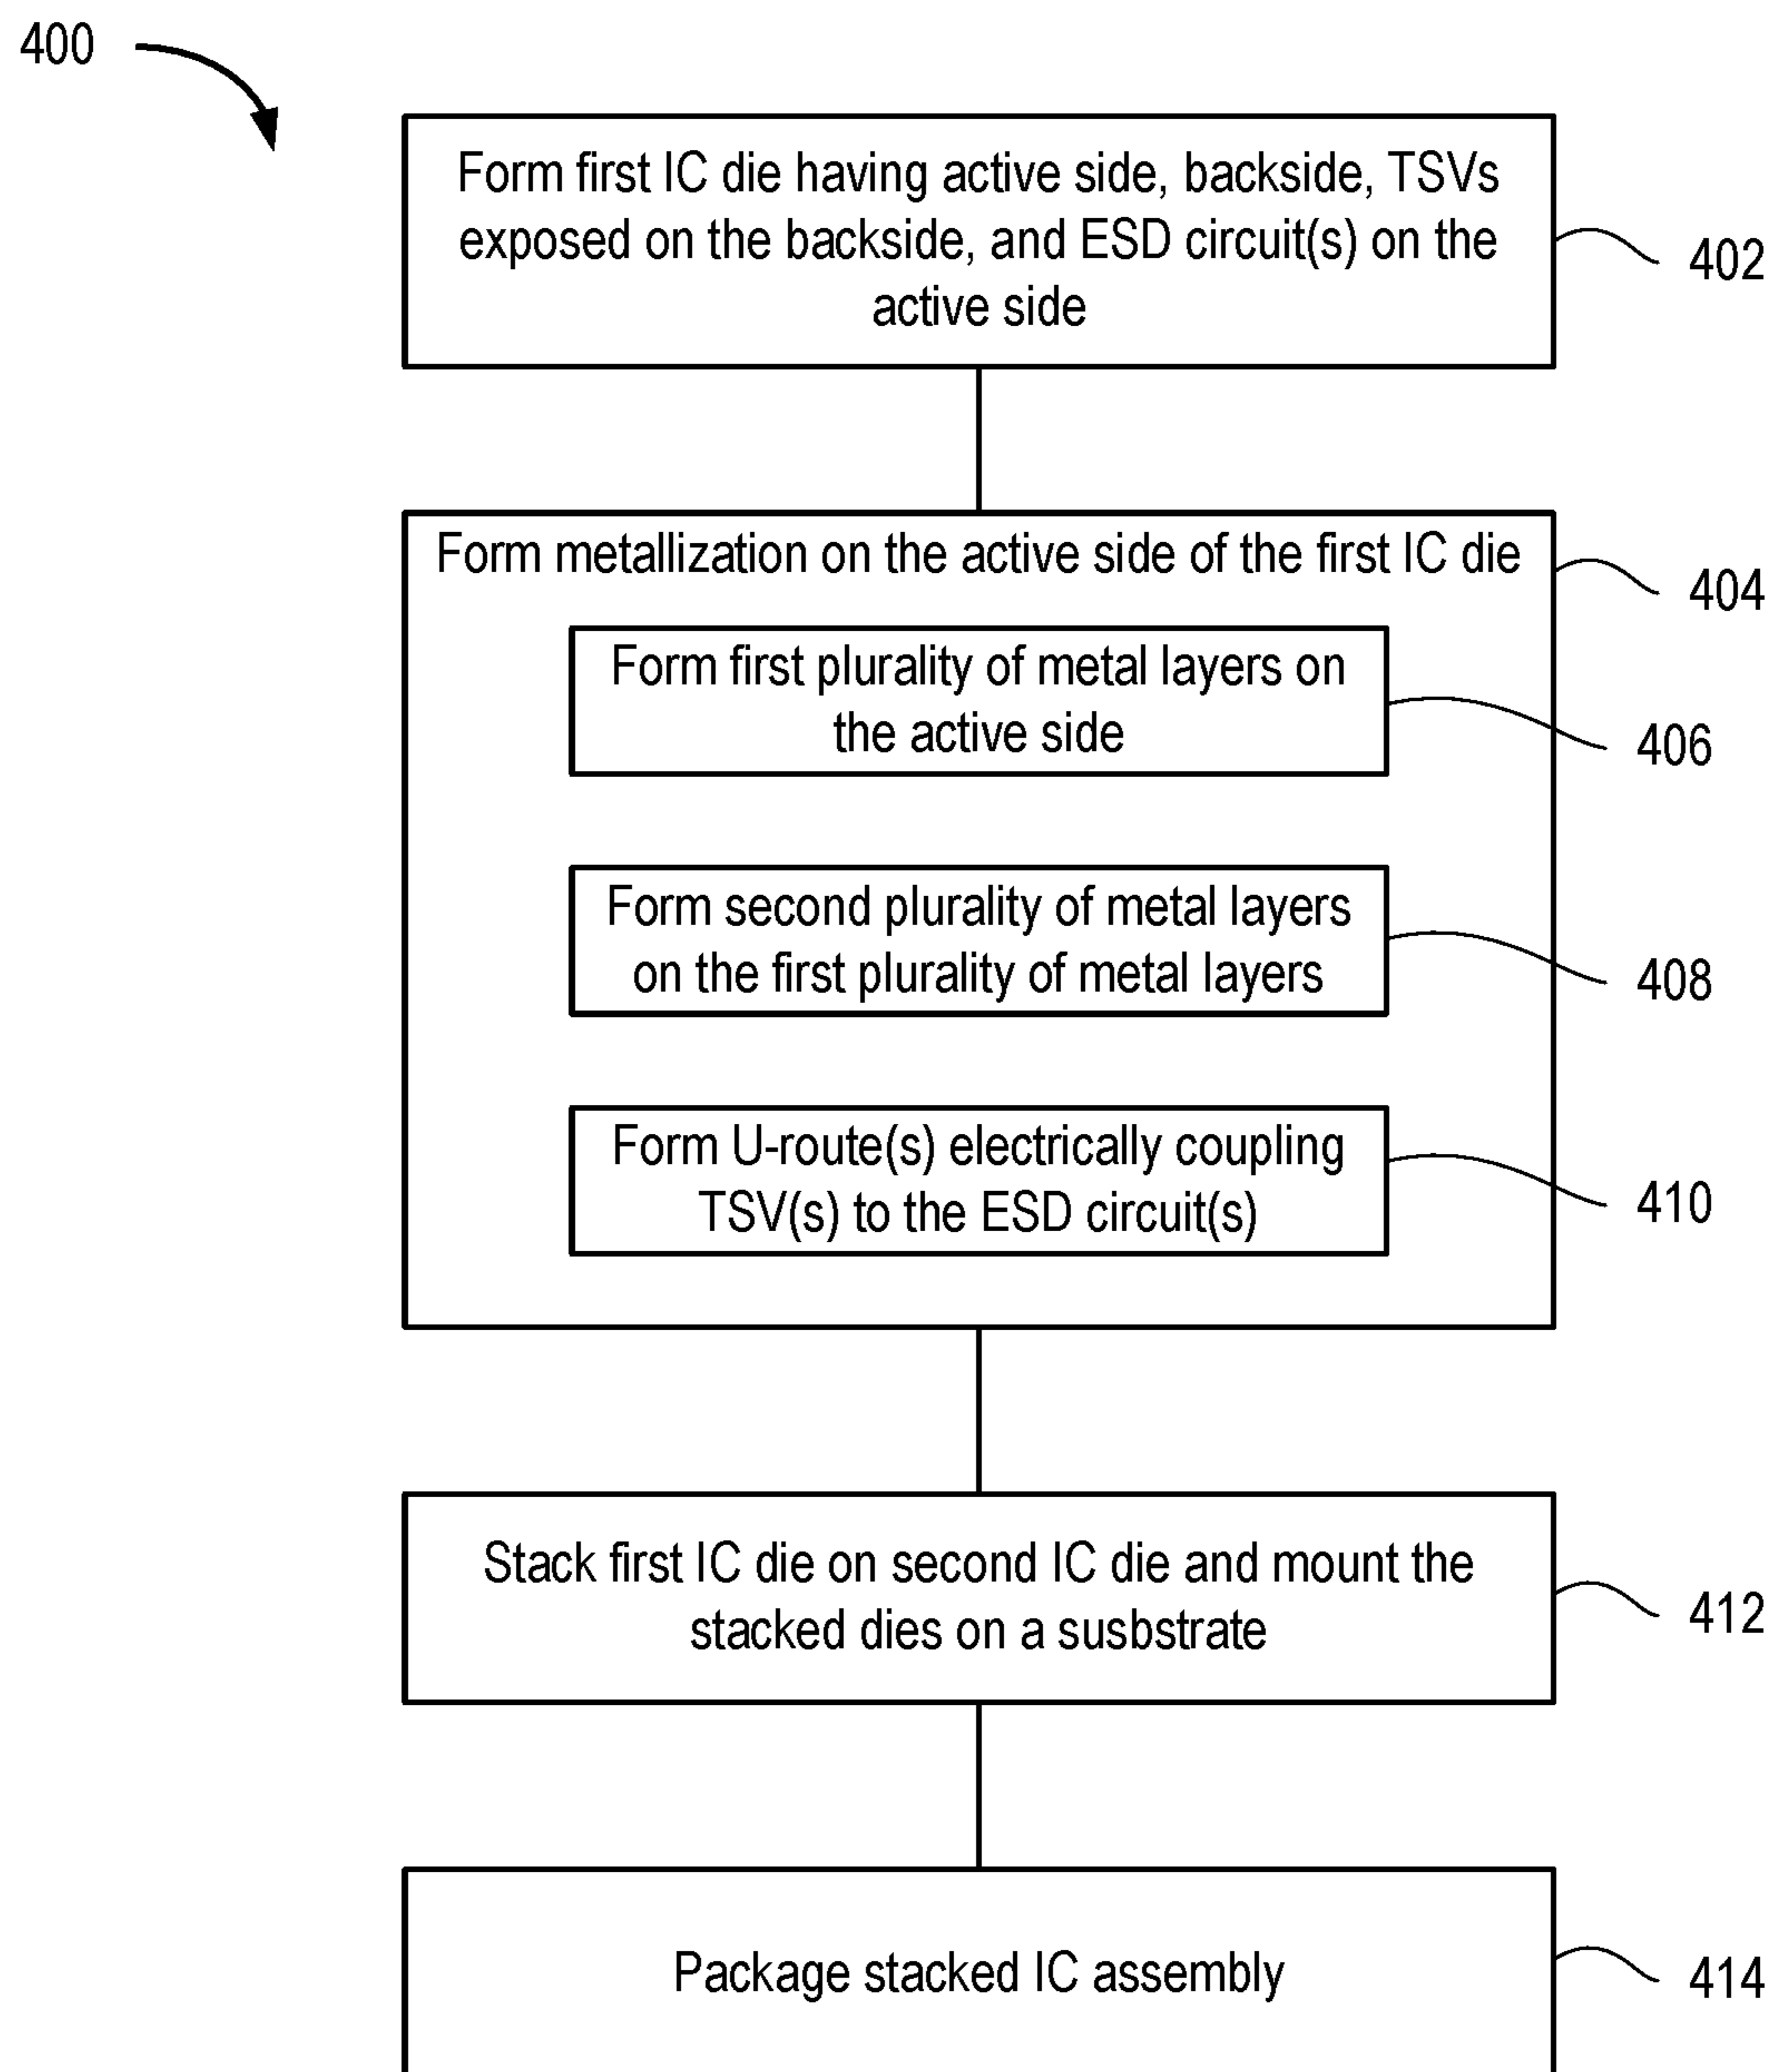 400
Form first IC die having active side, backside, TSVs
exposed on the backside, and ESD circuit(s) on the
active side
402
Form metallization on the active side of the first IC die
404
Form first plurality of metal layers on
the active side
406
Form second plurality of metal layers
on the first plurality of metal layers
408
Form U-route(s) electrically coupling
TSV(s) to the ESD circuit(s)
410
Stack first IC die on second IC die and mount the
stacked dies on a susbstrate
412
Package stacked IC assembly
414